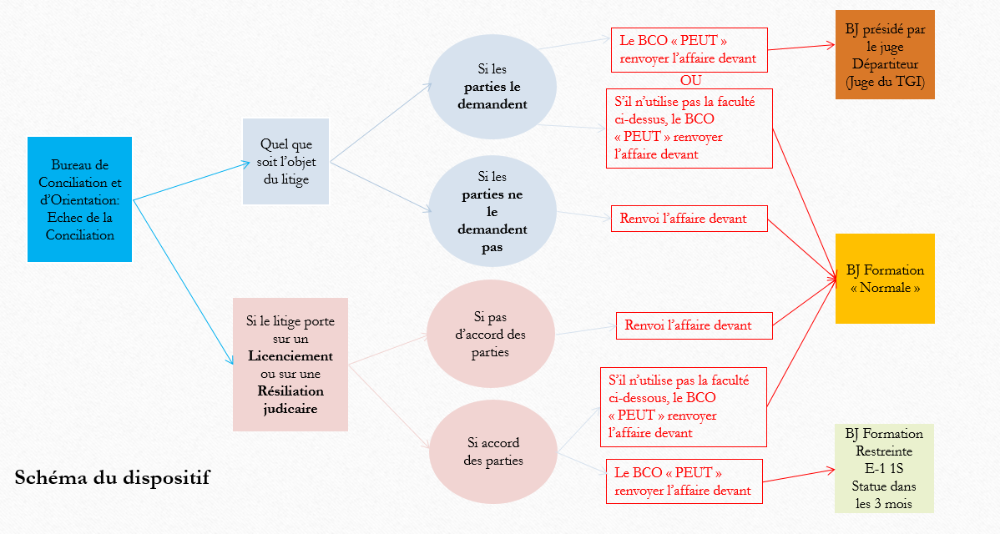 Bureau de
Conciliation et
d'Orientation:
Echec de la
Conciliation
Quel que
soit l'objet
du litige
Si les
parties le
demandent
Le BCO « PEUT »
renvoyer l'affaire devant
OU
S'il n'utilise pas la faculté
ci-dessus, le BCO
« PEUT » renvoyer
l'affaire devant
BJ présidé par
le juge
Départiteur
(Juge du TGI)
Si les
parties ne
le
demandent
pas
Renvoi l'affaire devant
BJ Formation
« Normale »
Si le litige porte
sur un
Licenciement
ou sur une
Résiliation
judicaire
Si pas
d'accord des
parties
Renvoi l'affaire devant
Si accord
des parties
S'il n'utilise pas la faculté
ci-dessous, le BCO
« PEUT » renvoyer
l'affaire devant
Le BCO « PEUT »
renvoyer l'affaire devant
BJ Formation
Restreinte
E-1 1S
Statue dans
les 3 mois
Schéma du dispositif